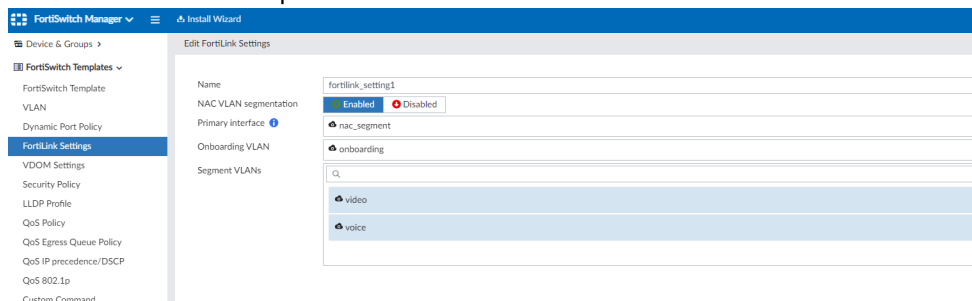 FortiSwitch Manager
Install Wizard
Device & Groups
Edit FortiLink Settings
FortiSwitch Templates
FortiSwitch Template
Name
fortilink_setting1
NAC VLAN segmentation
Enabled
Disabled
VLAN
Dynamic Port Policy
Primary interface
nac_segment
FortiLink Settings
Onboarding VLAN
onboarding
VDOM Settings
Segment VLANs
Security Policy
LLDP Profile
video
QoS Policy
voice
QoS Egress Queue Policy
QoS IP precedence/DSCP
QoS 802.1p
Custom Command